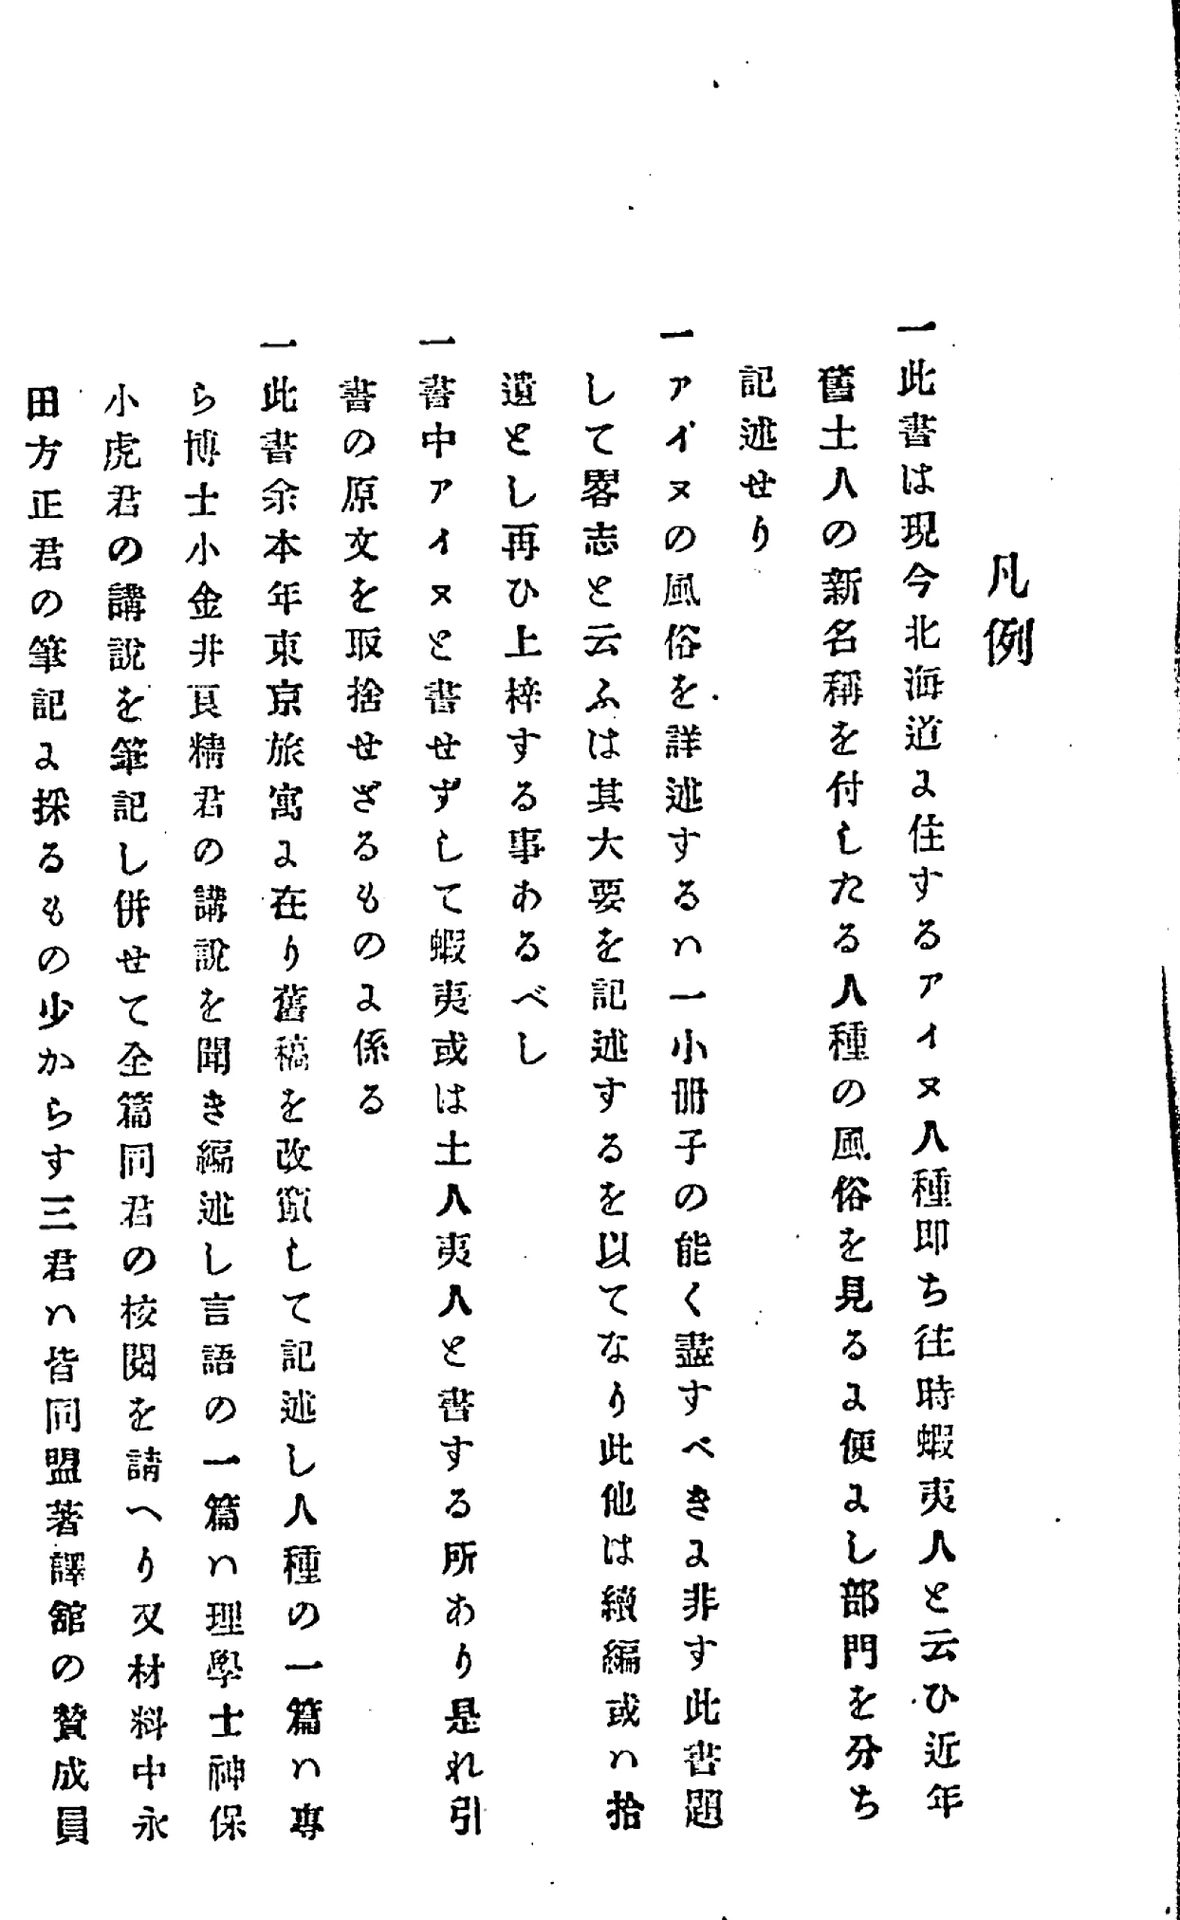 凡例
一此書は現今北海道に住するアイヌ人種即ち往時蝦夷人と云ひ近年
舊土人の新名稱を付したる人種の風俗を見るに便にし部門を分ち
記述せり
一アイヌの風俗を詳述するハ一小冊子の能く盡すべきに非す此書題
して畧志と云ふは其大要を記述するを以てなり此他は續編或ハ拾
遺とし再ひ上梓する事あるべし
一書中アイヌと書せずして蝦夷或は土人夷人と書する所あり是れ引
書の原文を取捨せざるものに係る
一此書余本年東京旅寓に在り舊稿を改竄して記述し人種の一篇ハ專
ら博士小金井良精君の講説を聞き編述し言語の一篇ハ理學士神保
小虎君の講説を筆記し併せて全篇同君の校閲を請へり又材料中永
田方正君の筆記に採るもの少からす三君ハ皆同盟著譯舘の賛成員